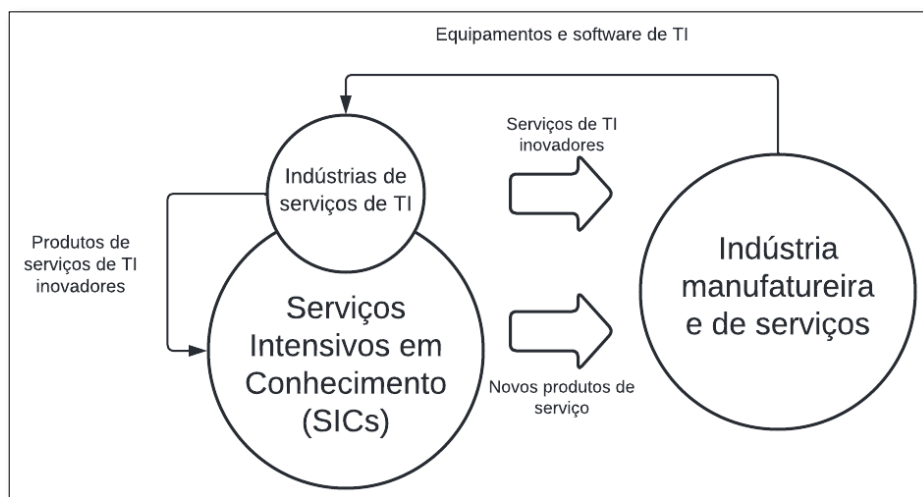 Equipamentos e software de TI
Serviços de TI
inovadores
Indústrias de
serviços de TI
Produtos de
serviços de TI
inovadores
Indústria
manufatureira
e de serviços
Serviços
Intensivos em
Conhecimento
(SICs)
Novos produtos de
serviço